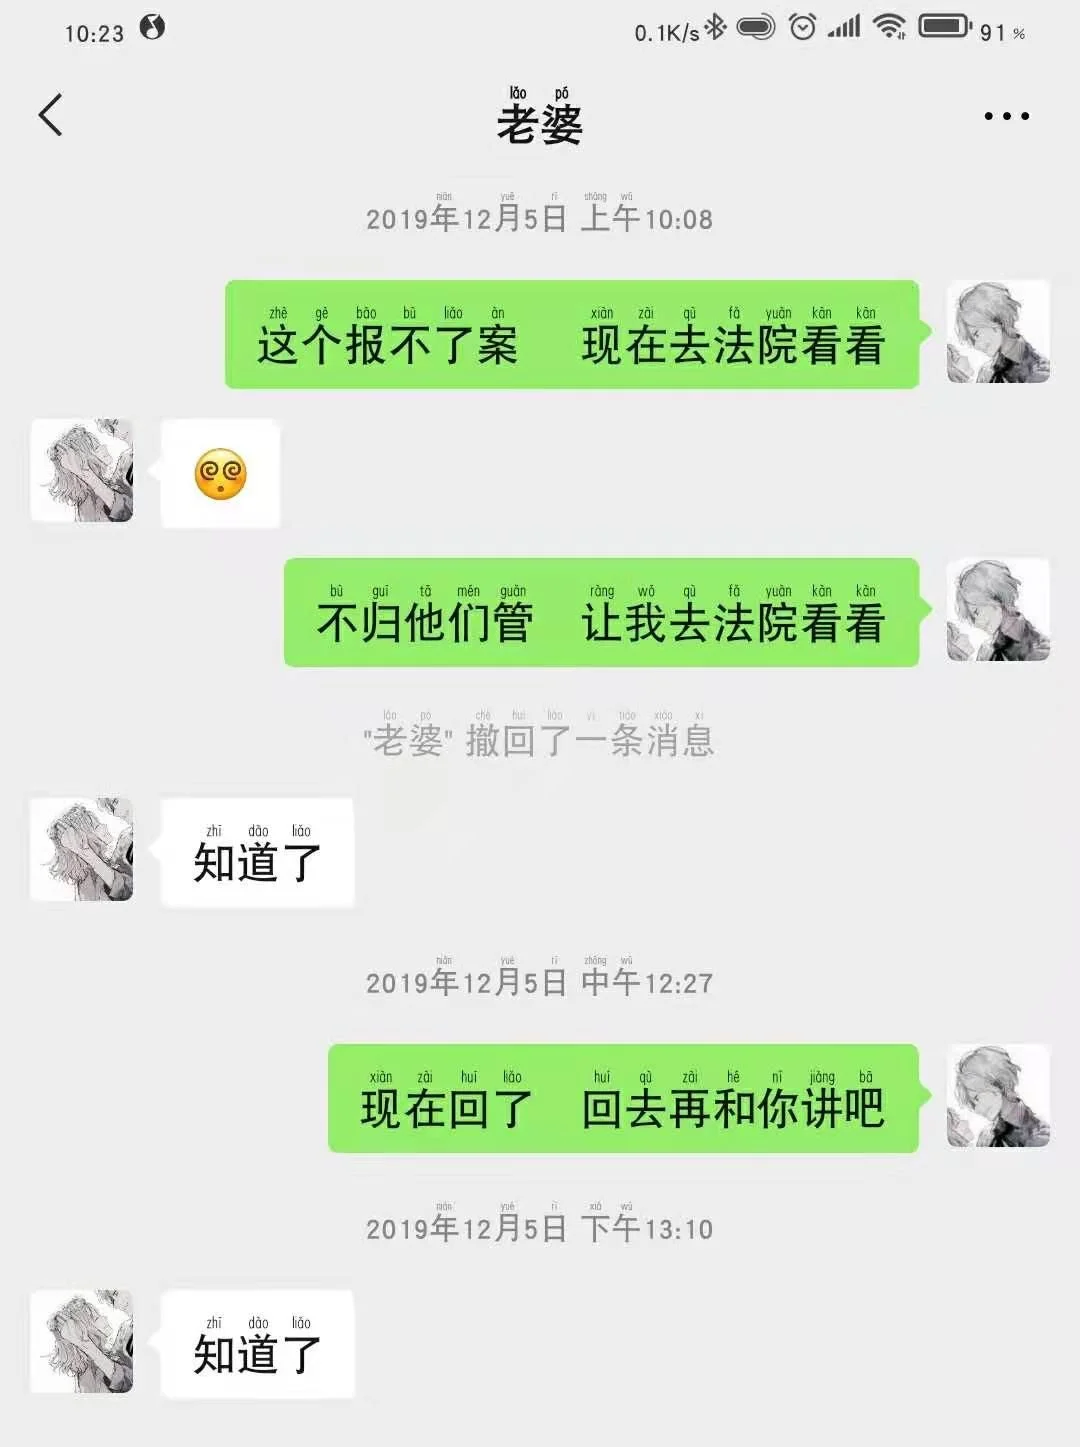 10:23 0.1K/s 91 %
lǎo pó
老婆
nián yuè rì shàng wǔ
2019年12月5日 上午10:08
zhè gè bào bù liǎo àn xiàn zài qù fǎ yuàn kàn kàn
这个报不了案 现在去法院看看
bù guī tā mén guǎn ràng wǒ qù fǎ yuàn kàn kàn
不归他们管 让我去法院看看
lǎo pó chè huí liǎo yī tiáo xiāo xī
"老婆" 撤回了一条消息
zhī dào liǎo
知道了
nián yuè rì zhōng wǔ
2019年12月5日 中午12:27
xiàn zài huí liǎo huí qù zài hé nǐ jiǎng bā
现在回了 回去再和你讲吧
nián yuè rì xià wǔ
2019年12月5日 下午13:10
zhī dào liǎo
知道了